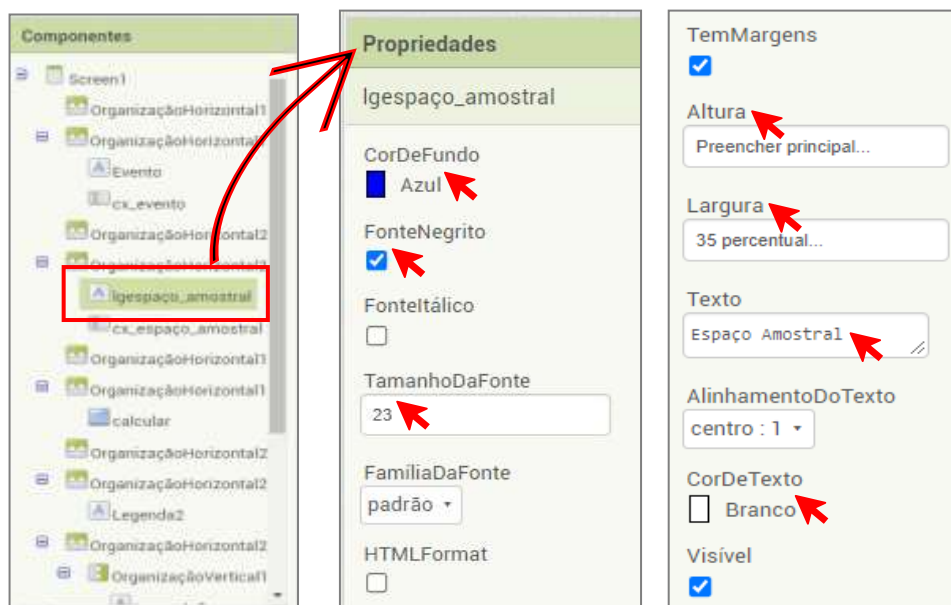 Componentes
Screen1
OrganizaçãoHorizontal1
OrganizaçãoHorizontal
Evento
cx_evento
OrganizaçãoHorizontal2
OrganizaçãoHorizontal2
lgespaço_amostral
cx_espaço_amostral
OrganizaçãoHorizontal1
OrganizaçãoHorizontal1
calcular
OrganizaçãoHorizontal2
OrganizaçãoHorizontal2
Legenda2
OrganizaçãoHorizontal2
OrganizaçãoVertical1
Propriedades
lgespaço_amostral
CorDeFundo
Azul
FonteNegrito
FonteItálico
TamanhoDaFonte
23
FamíliaDaFonte
padrão
HTMLFormat
TemMargens
Altura
Preencher principal...
Largura
35 percentual...
Texto
Espaço Amostral
AlinhamentoDoTexto
centro : 1
CorDeTexto
Branco
Visível